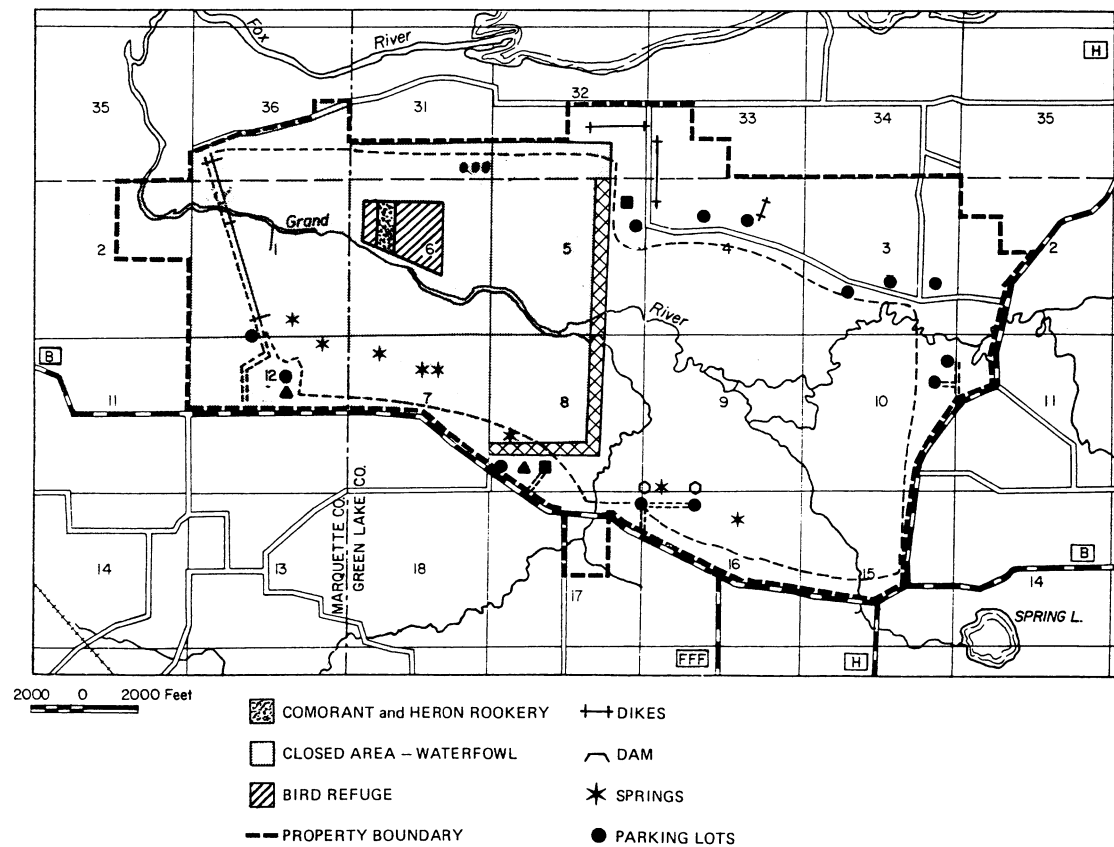 Fox
River
H
35
36
31
32
33
34
35
Grand
2
1
6
5
4
3
2
River
B
11
12
7
8
9
10
11
MARQUETTE CO.
GREEN LAKE CO.
14
13
18
17
16
15
14
B
SPRING L.
FFF
H
2000 0 2000 Feet
COMORANT and HERON ROOKERY
DIKES
CLOSED AREA – WATERFOWL
DAM
BIRD REFUGE
SPRINGS
PROPERTY BOUNDARY
PARKING LOTS